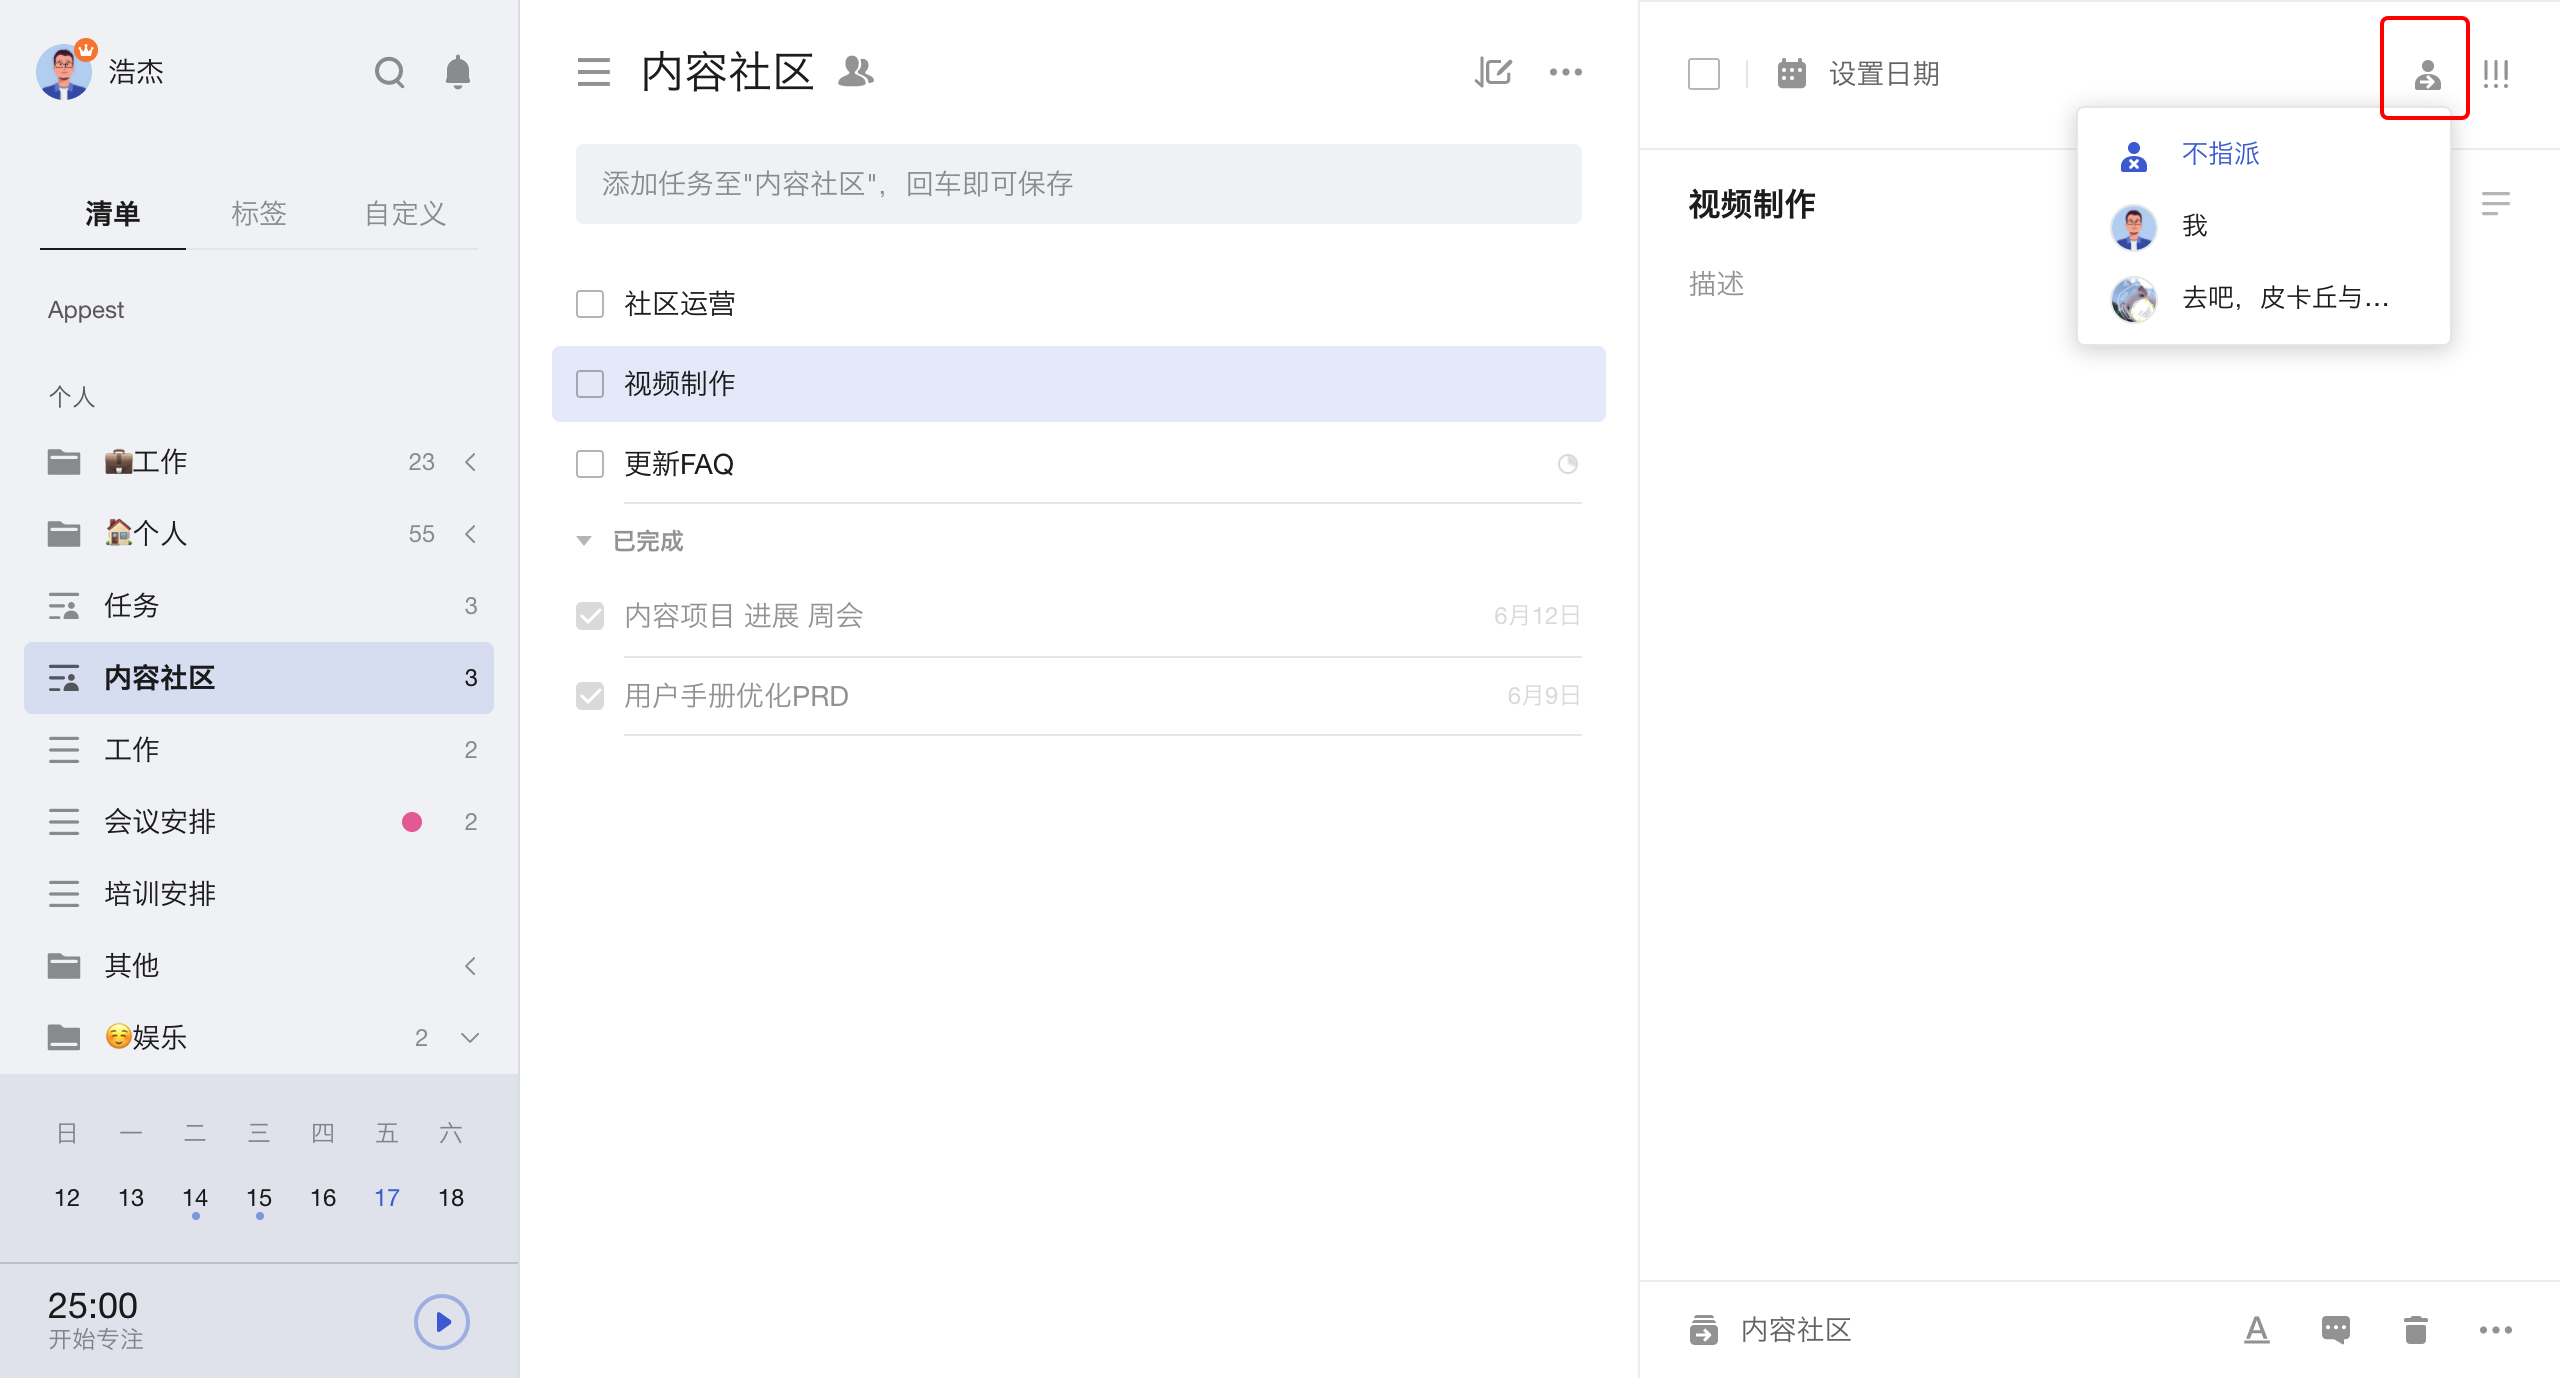 浩杰
清单 标签 自定义
Appest
个人
💼工作 23
🏠个人 55
任务 3
内容社区 3
工作 2
会议安排 2
培训安排
其他
☺️娱乐 2
日 一 二 三 四 五 六
12 13 14 15 16 17 18
25:00
开始专注
内容社区
添加任务至"内容社区"，回车即可保存
社区运营
视频制作
更新FAQ
已完成
内容项目 进展 周会 6月12日
用户手册优化PRD 6月9日
设置日期
不指派
我
去吧，皮卡丘与...
视频制作
描述
内容社区